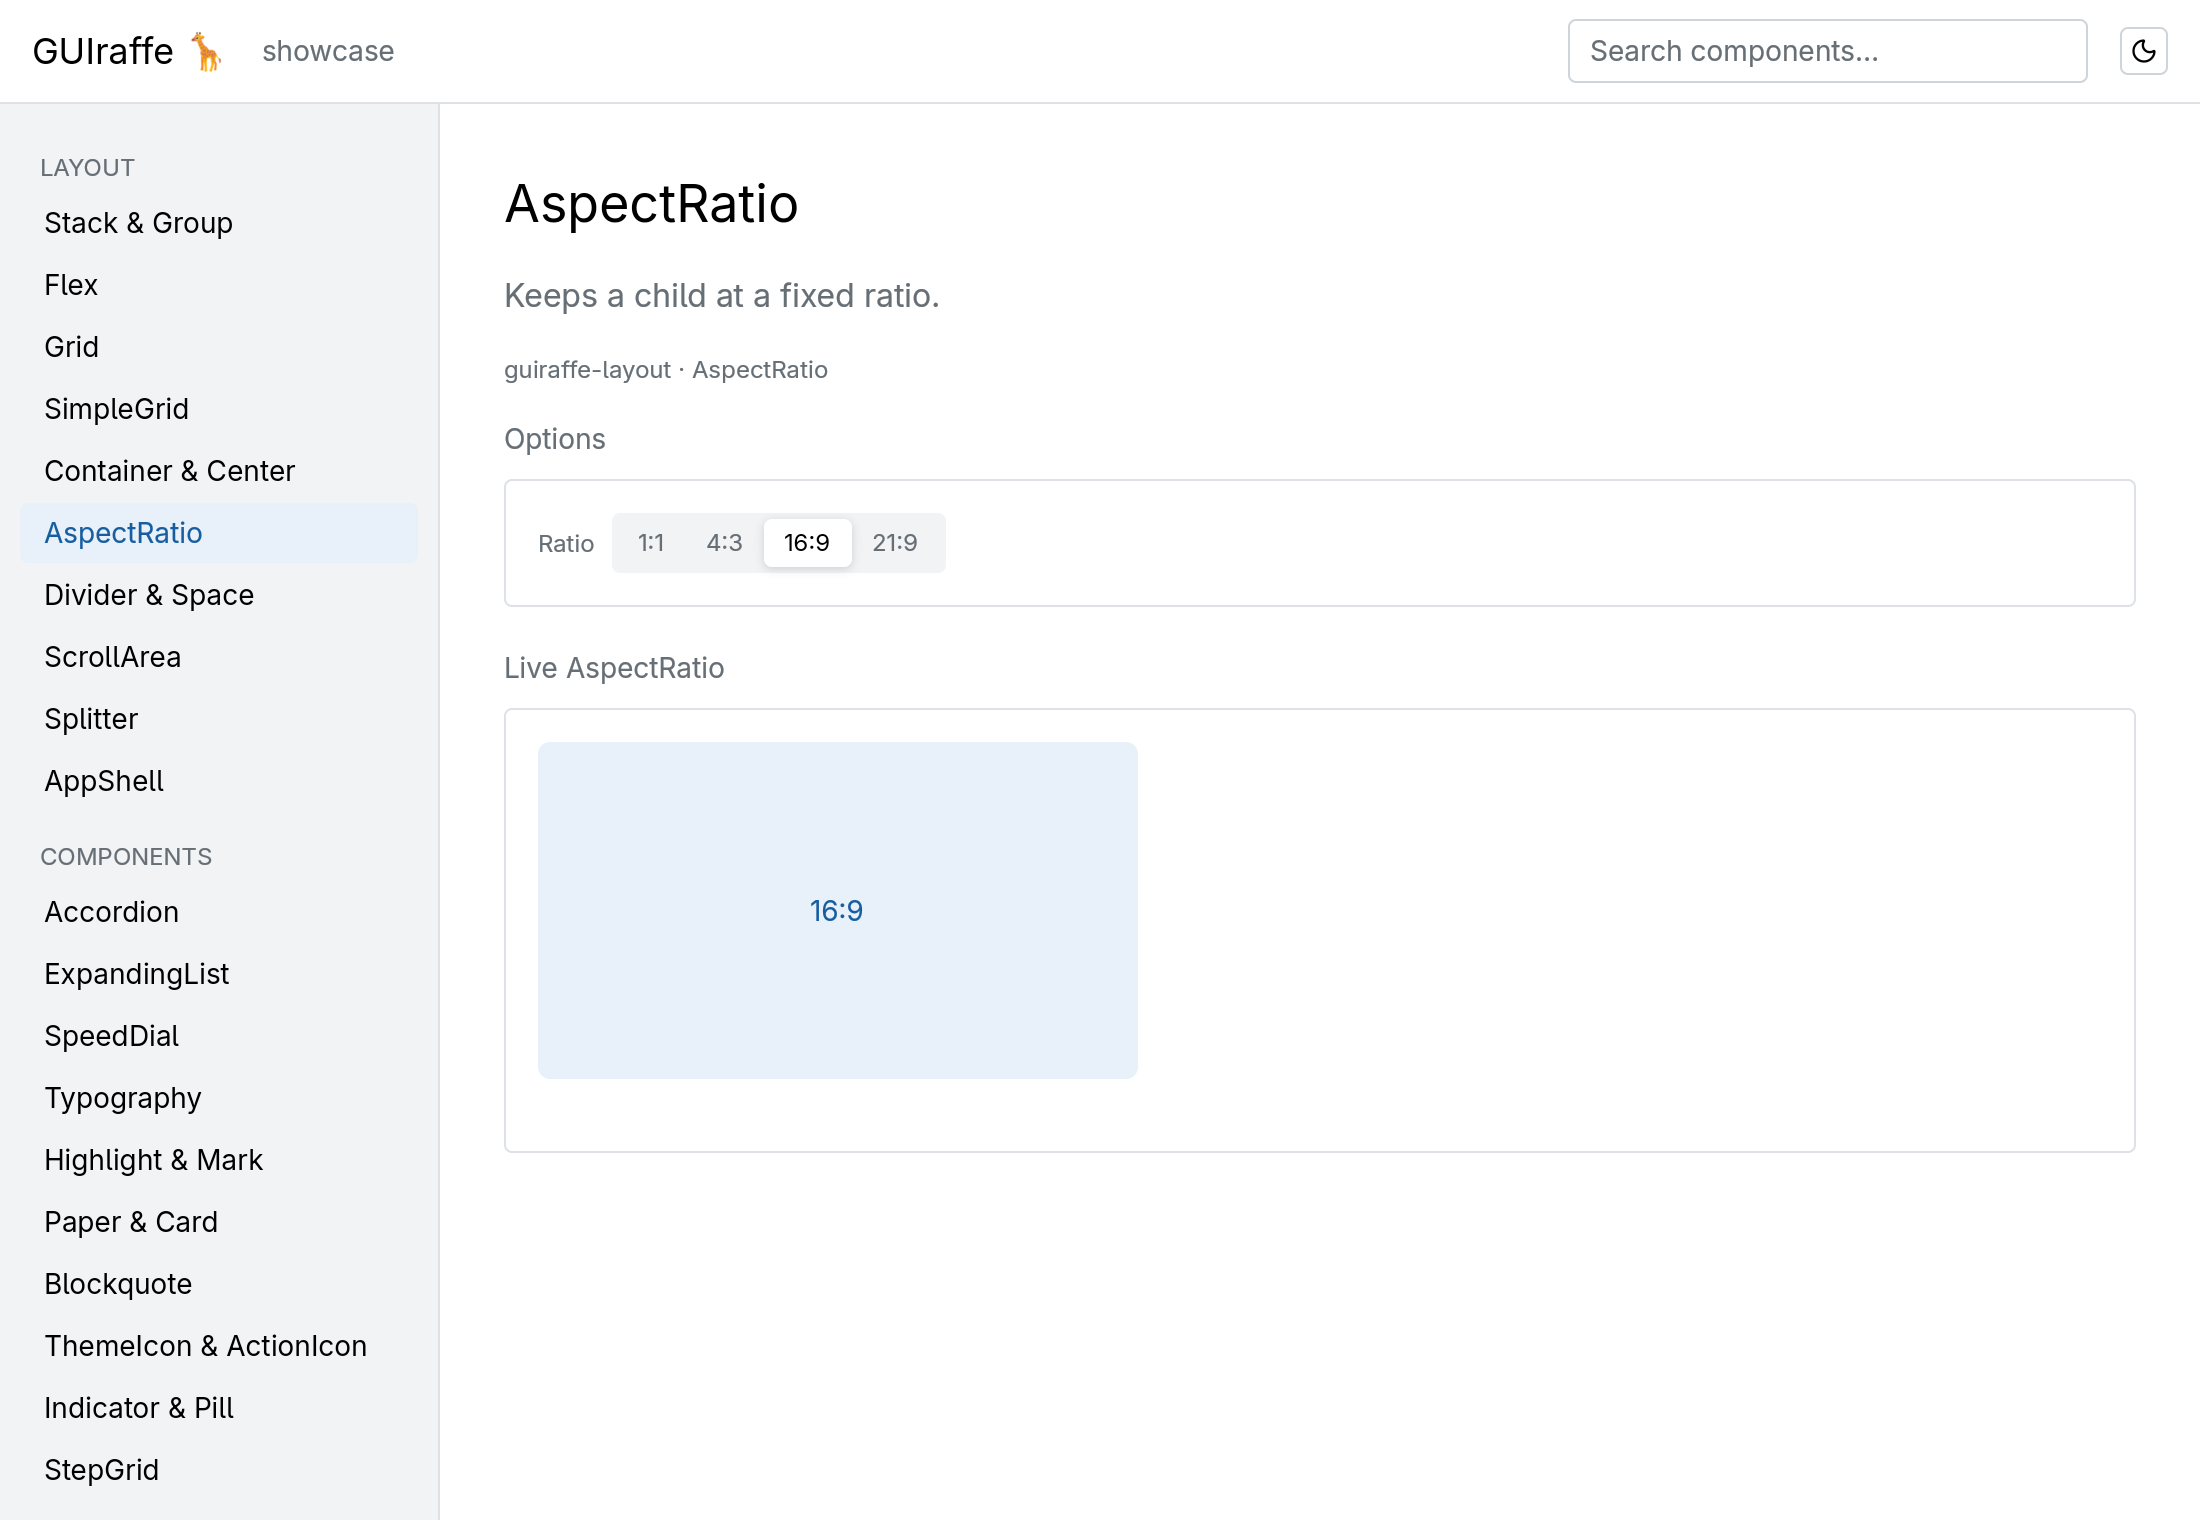 GUIraffe 🦒 showcase Search components...
LAYOUT
Stack & Group
Flex
Grid
SimpleGrid
Container & Center
AspectRatio
Divider & Space
ScrollArea
Splitter
AppShell
COMPONENTS
Accordion
ExpandingList
SpeedDial
Typography
Highlight & Mark
Paper & Card
Blockquote
ThemeIcon & ActionIcon
Indicator & Pill
StepGrid
AspectRatio
Keeps a child at a fixed ratio.
guiraffe-layout · AspectRatio
Options
Ratio 1:1 4:3 16:9 21:9
Live AspectRatio
16:9